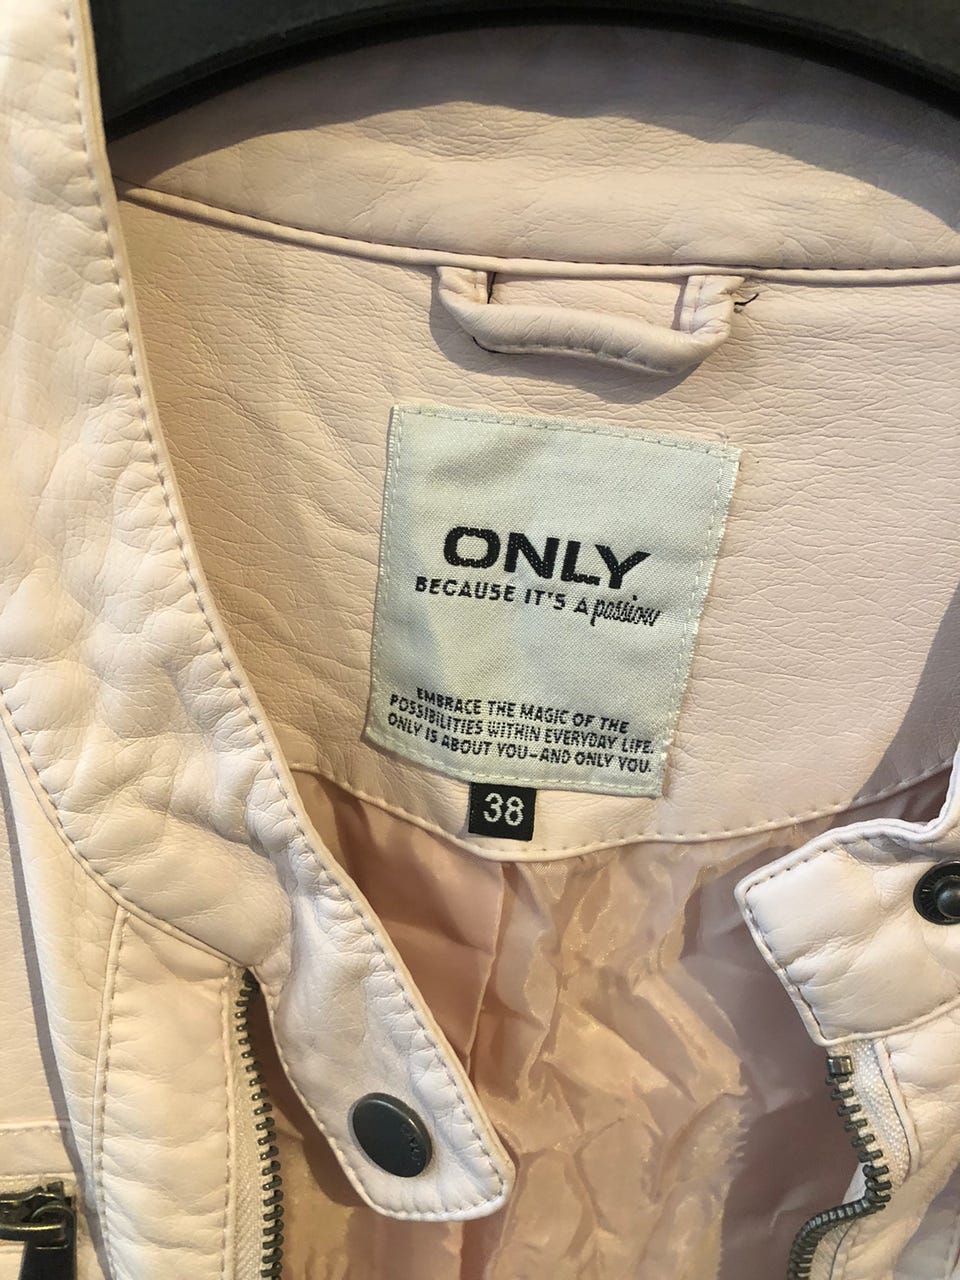 ONLY
BECAUSE IT'S A passion
EMBRACE THE MAGIC OF THE
POSSIBILITIES WITHIN EVERYDAY LIFE.
ONLY IS ABOUT YOU—AND ONLY YOU.
38
ONLY